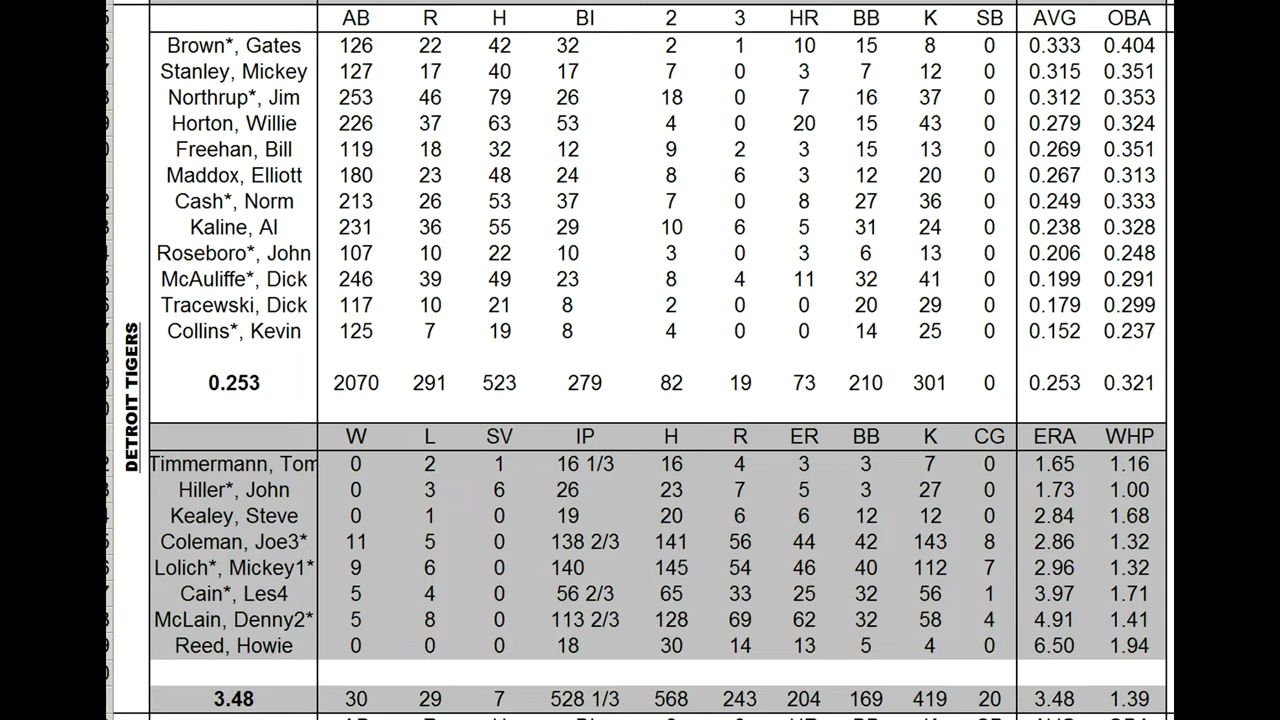 AB R H BI 2 3 HR BB K SB AVG OBA
Brown*, Gates 126 22 42 32 2 1 10 15 8 0 0.333 0.404
Stanley, Mickey 127 17 40 17 7 0 3 7 12 0 0.315 0.351
Northrup*, Jim 253 46 79 26 18 0 7 16 37 0 0.312 0.353
Horton, Willie 226 37 63 53 4 0 20 15 43 0 0.279 0.324
Freehan, Bill 119 18 32 12 9 2 3 15 13 0 0.269 0.351
Maddox, Elliott 180 23 48 24 8 6 3 12 20 0 0.267 0.313
Cash*, Norm 213 26 53 37 7 0 8 27 36 0 0.249 0.333
Kaline, Al 231 36 55 29 10 6 5 31 24 0 0.238 0.328
Roseboro*, John 107 10 22 10 3 0 3 6 13 0 0.206 0.248
McAuliffe*, Dick 246 39 49 23 8 4 11 32 41 0 0.199 0.291
Tracewski, Dick 117 10 21 8 2 0 0 20 29 0 0.179 0.299
Collins*, Kevin 125 7 19 8 4 0 0 14 25 0 0.152 0.237
DETROIT TIGERS
0.253 2070 291 523 279 82 19 73 210 301 0 0.253 0.321
W L SV IP H R ER BB K CG ERA WHP
Timmermann, Tom 0 2 1 16 1/3 16 4 3 3 7 0 1.65 1.16
Hiller*, John 0 3 6 26 23 7 5 3 27 0 1.73 1.00
Kealey, Steve 0 1 0 19 20 6 6 12 12 0 2.84 1.68
Coleman, Joe3* 11 5 0 138 2/3 141 56 44 42 143 8 2.86 1.32
Lolich*, Mickey1* 9 6 0 140 145 54 46 40 112 7 2.96 1.32
Cain*, Les4 5 4 0 56 2/3 65 33 25 32 56 1 3.97 1.71
McLain, Denny2* 5 8 0 113 2/3 128 69 62 32 58 4 4.91 1.41
Reed, Howie 0 0 0 18 30 14 13 5 4 0 6.50 1.94
3.48 30 29 7 528 1/3 568 243 204 169 419 20 3.48 1.39